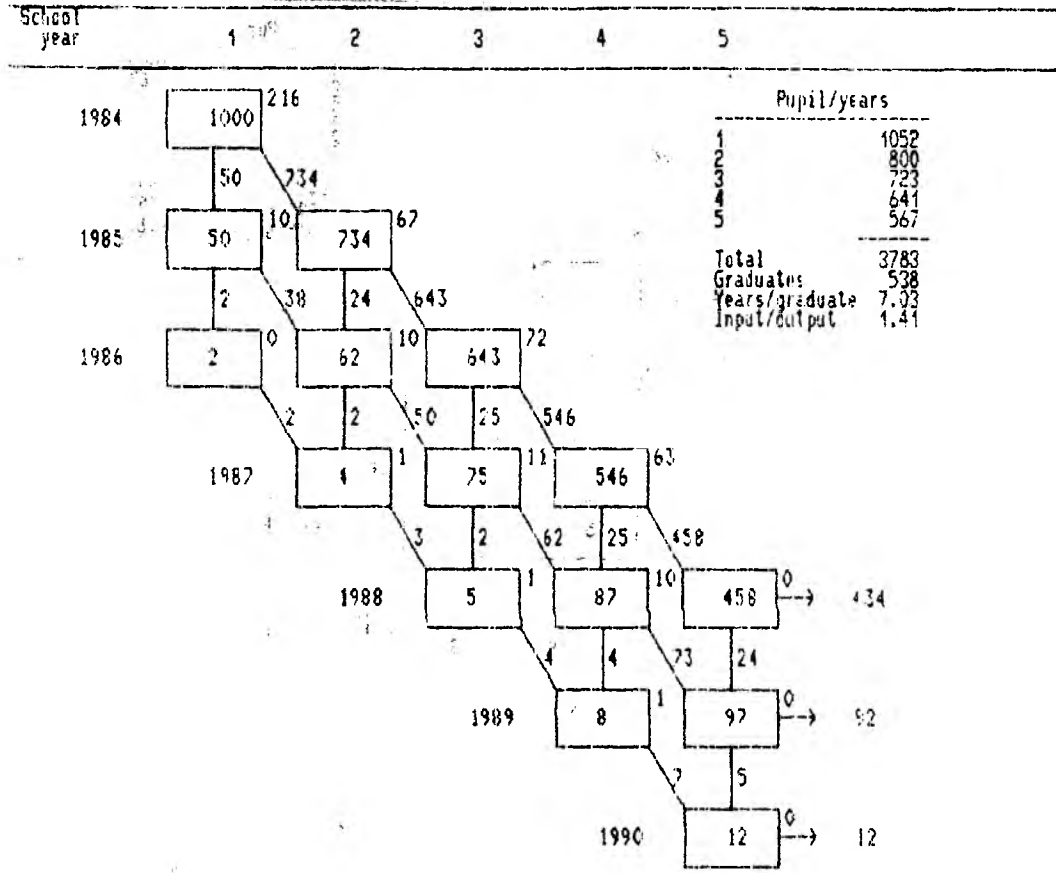 School
year 1 2 3 4 5
Pupil/years
1984 1000 216
1 1052
2 800
3 723
4 641
5 567
50 734
1985 50 10 734 67
Total 3783
Graduates 538
Years/graduate 7.03
Input/output 1.41
2 38 24 643
1986 2 0 62 10 643 72
2 2 50 25 546
1987 4 1 75 11 546 63
3 2 62 25 458
1988 5 1 87 10 458 0 434
4 4 73 24
1989 8 1 97 0 92
7 5
1990 12 0 12